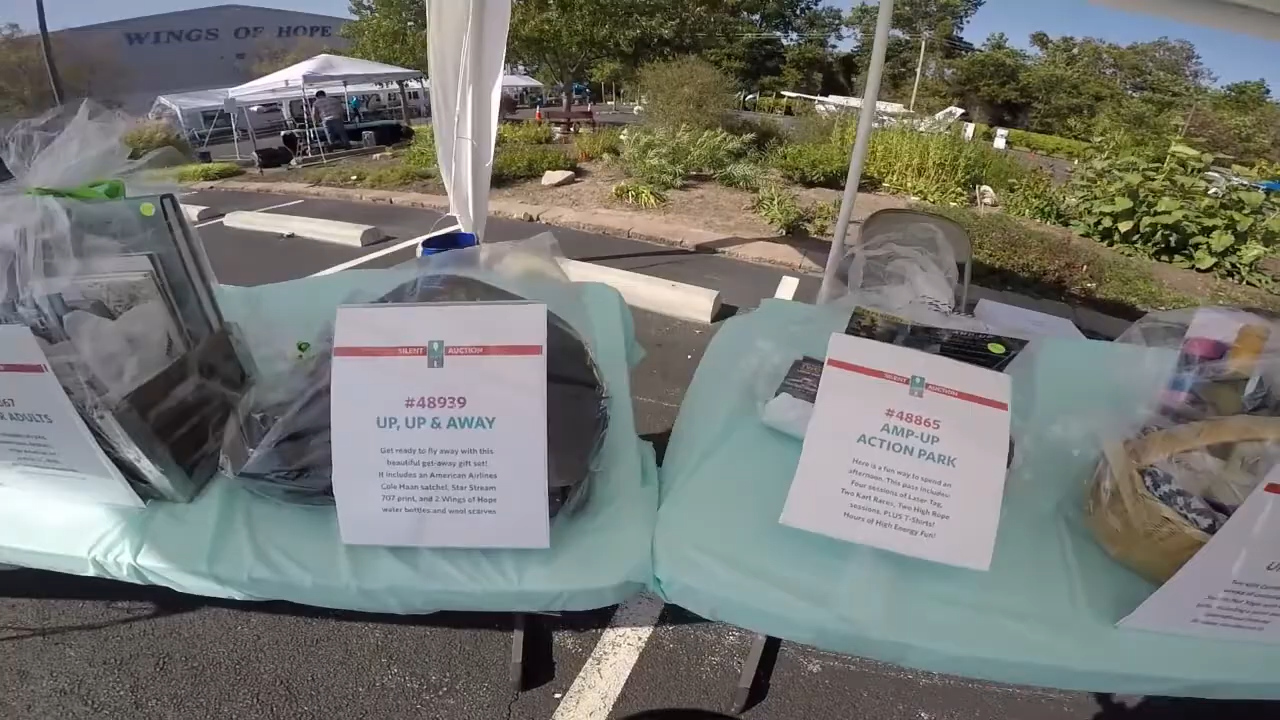 WINGS OF HOPE
67
R ADULTS
SILENT AUCTION
#48939
UP, UP & AWAY
Get ready to fly away with this
beautiful get-away gift set!
It includes an American Airlines
Cole Haan satchel, Star Stream
707 print, and 2 Wings of Hope
water bottles and wool scarves
SILENT AUCTION
#48865
AMP-UP
ACTION PARK
Here is a fun way to spend an
afternoon. This pass includes:
Four sessions of Laser Tag,
Two Kart Races, Two High Rope
sessions, PLUS T-Shirts!
Hours of High Energy Fun!